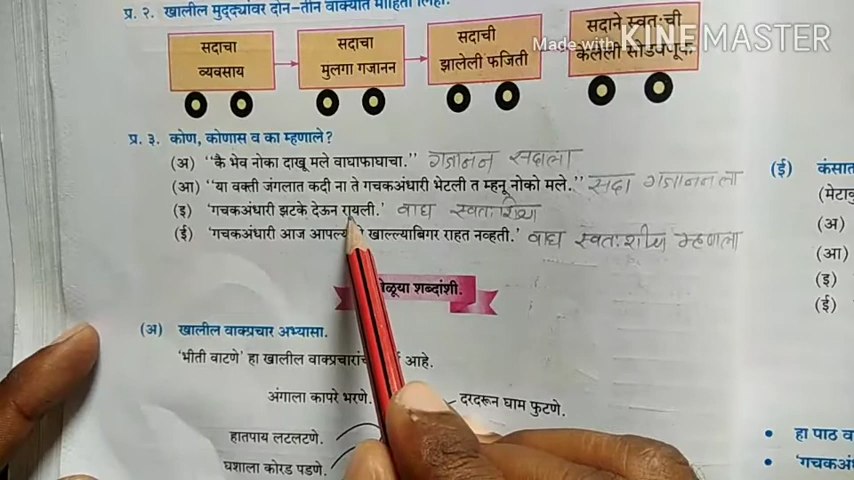 प्र. २. खालील मुद्द्यांवर दोन-तीन वाक्यांत माहिती लिहा.
सदाचा व्यवसाय
सदाचा मुलगा गजानन
सदाची झालेली फजिती
सदाने स्वतःची केलेली सोडवणूक
Made with KINEMASTER
प्र. ३. कोण, कोणास व का म्हणाले?
(अ) "कै भेव नोका दाखू मले वाघाफाघाचा." गजानन सदाला
(आ) "या वक्ती जंगलात कदी ना ते गचकअंधारी भेटली त म्हनू नोको मले." सदा गजाननला
(इ) 'गचकअंधारी झटके देऊन रायली.' वाघ स्वतःशीच
(ई) 'गचकअंधारी आज आपल्या खाल्ल्याबिगर राहत नव्हती.' वाघ स्वतःशीच म्हणाला
खेळूया शब्दांशी.
(अ) खालील वाक्प्रचार अभ्यासा.
'भीती वाटणे' हा खालील वाक्प्रचारांचा आहे.
अंगाला कापरे भरणे.
दरदरून घाम फुटणे.
हातपाय लटलटणे.
घशाला कोरड पडणे.
(ई) कंसात
(मेटाकु
(अ)
(आ)
(इ)
(ई)
• हा पाठ व
• 'गचकअं